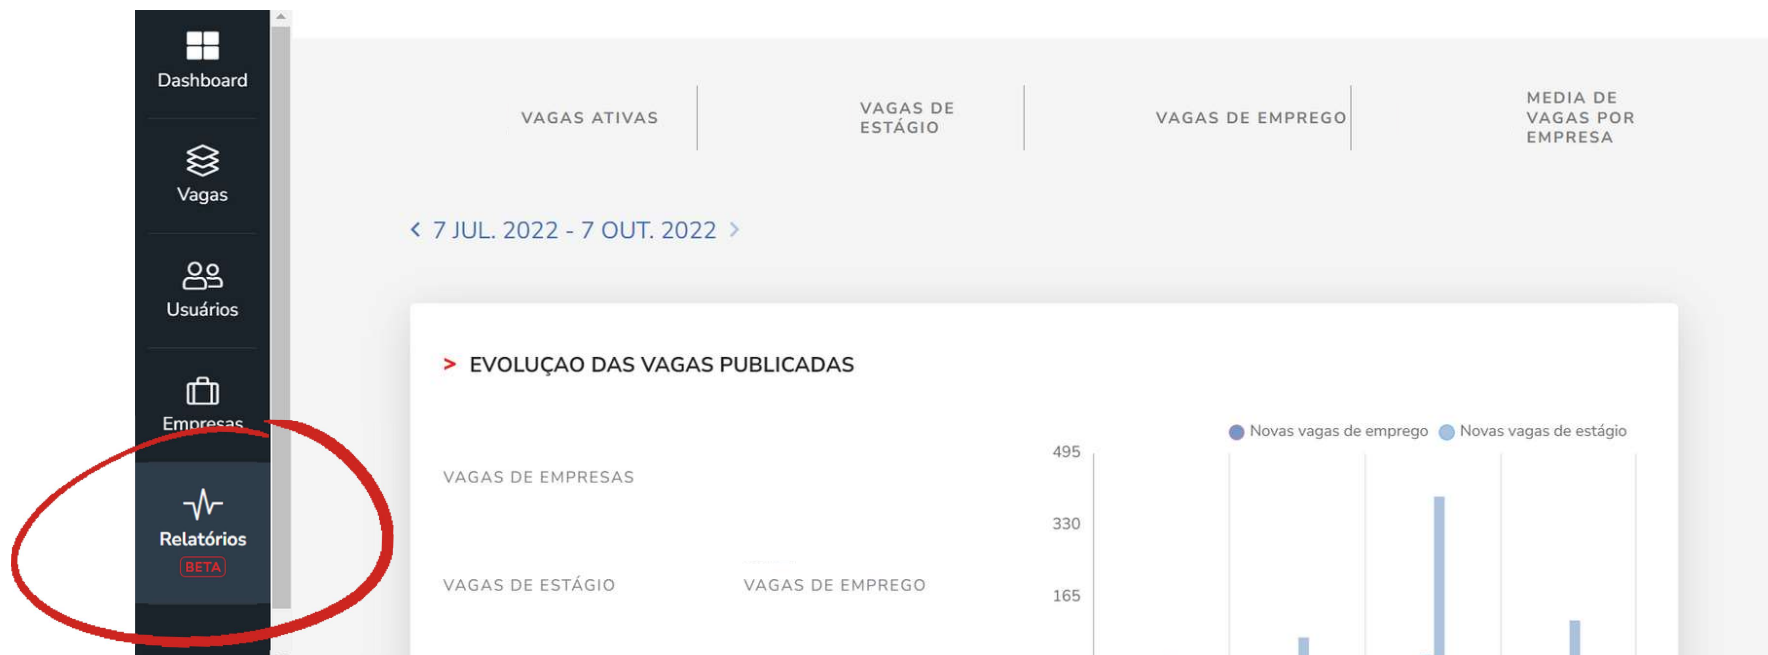 Dashboard
Vagas
Usuários
Empresas
Relatórios
BETA
VAGAS ATIVAS
VAGAS DE
ESTÁGIO
VAGAS DE EMPREGO
MEDIA DE
VAGAS POR
EMPRESA
< 7 JUL. 2022 - 7 OUT. 2022 >
> EVOLUÇAO DAS VAGAS PUBLICADAS
VAGAS DE EMPRESAS
VAGAS DE ESTÁGIO
VAGAS DE EMPREGO
Novas vagas de emprego Novas vagas de estágio
495
330
165